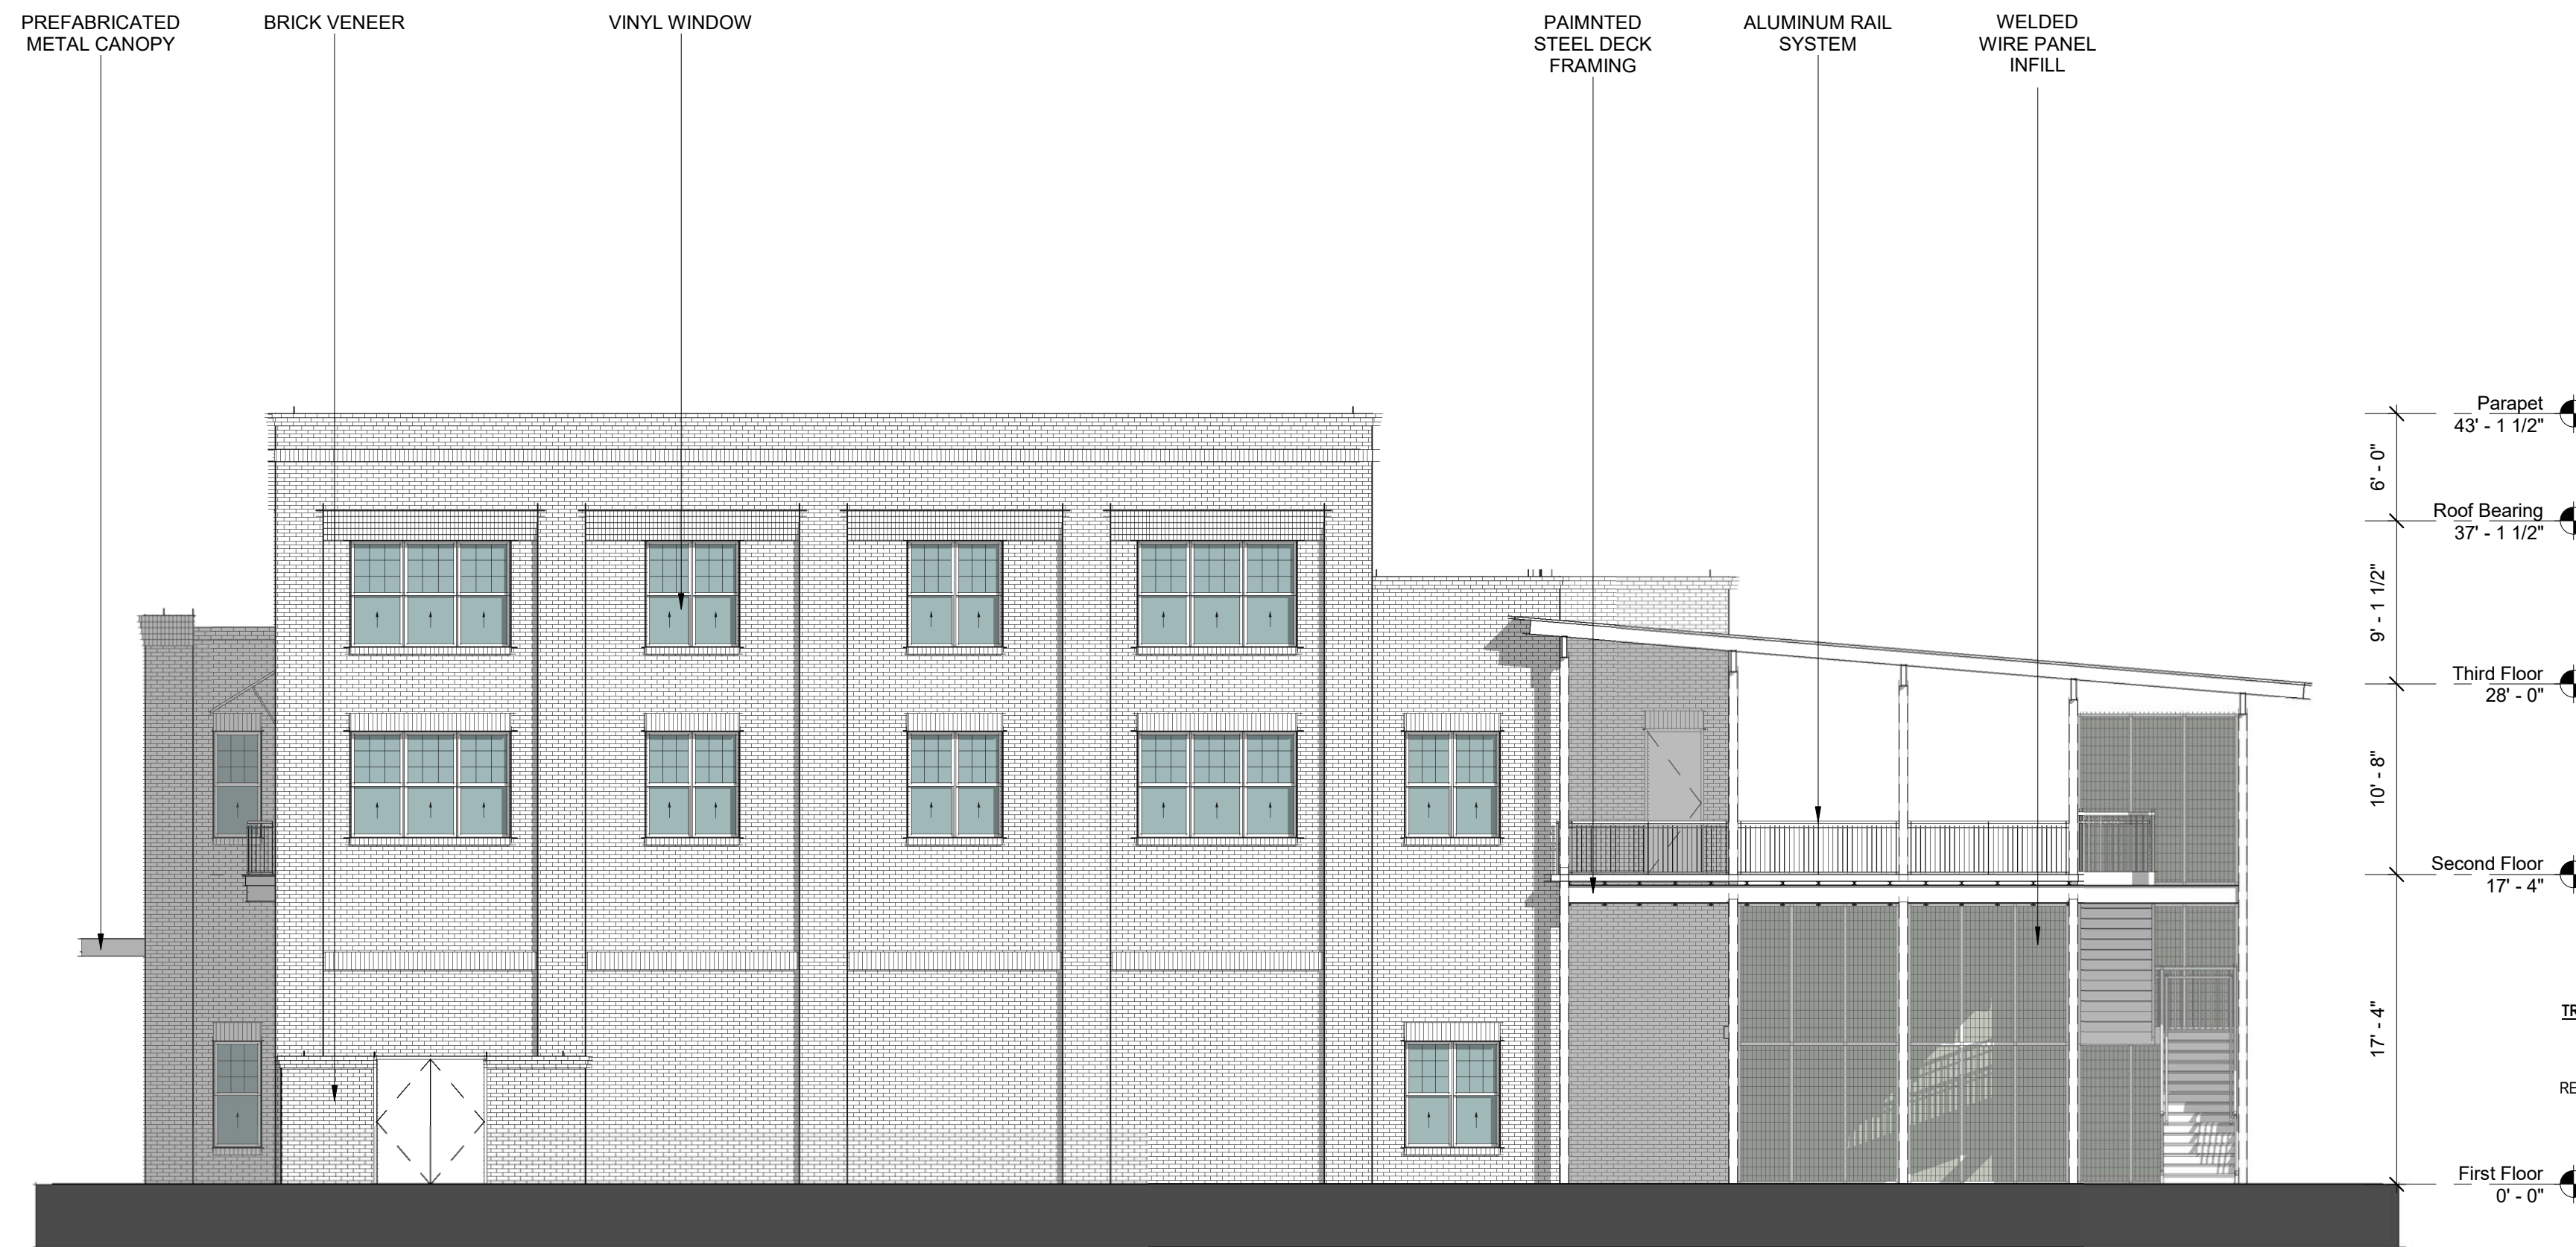 PREFABRICATED
METAL CANOPY
BRICK VENEER
VINYL WINDOW
PAIMNTED
STEEL DECK
FRAMING
ALUMINUM RAIL
SYSTEM
WELDED
WIRE PANEL
INFILL
Parapet
43' - 1 1/2"
6' - 0"
Roof Bearing
37' - 1 1/2"
9' - 1 1/2"
Third Floor
28' - 0"
10' - 8"
Second Floor
17' - 4"
17' - 4"
TR
RE
First Floor
0' - 0"